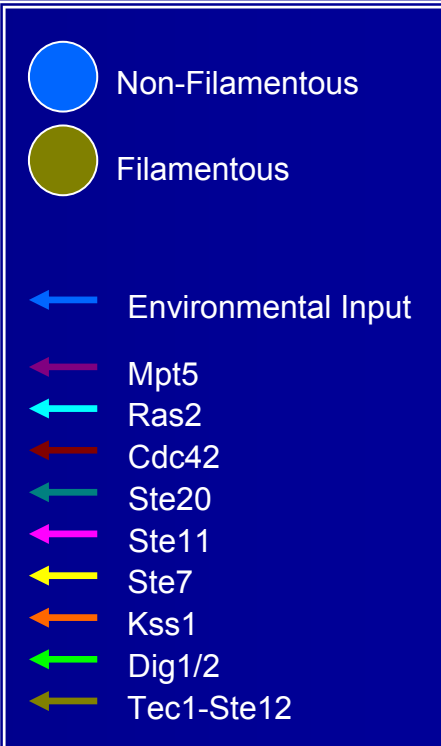 Non-Filamentous
Filamentous
Environmental Input
Mpt5
Ras2
Cdc42
Ste20
Ste11
Ste7
Kss1
Dig1/2
Tec1-Ste12